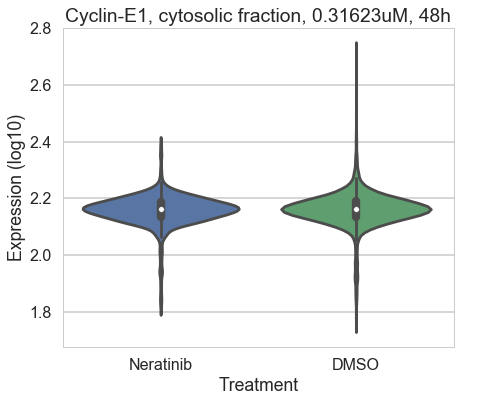 Cyclin-E1, cytosolic fraction, 0.31623uM, 48h
2.8
2.6
2.4
2.2
2.0
1.8
Expression (log10)
Neratinib DMSO
Treatment